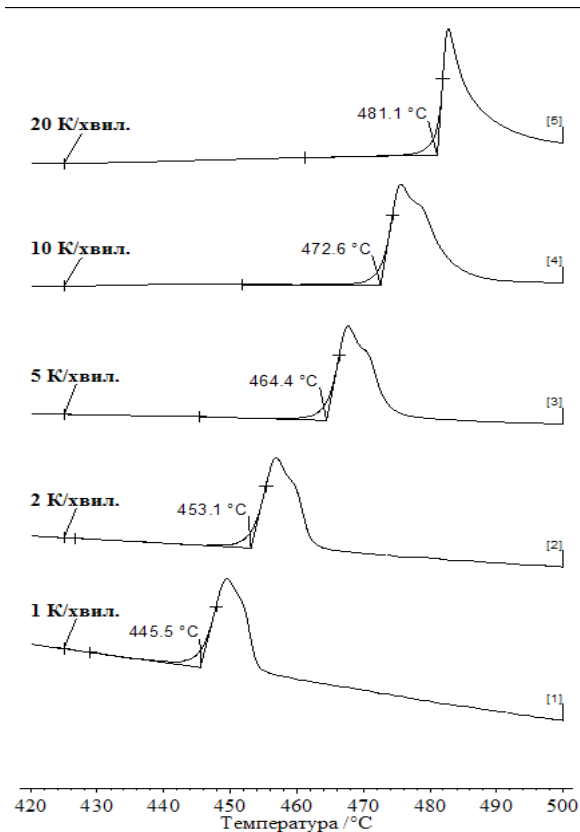 481.1 °C
[5]
20 К/хвил.
472.6 °C
[4]
10 К/хвил.
464.4 °C
[3]
5 К/хвил.
453.1 °C
[2]
2 К/хвил.
445.5 °C
[1]
1 К/хвил.
420 430 440 450 460 470 480 490 500
Температура /°C